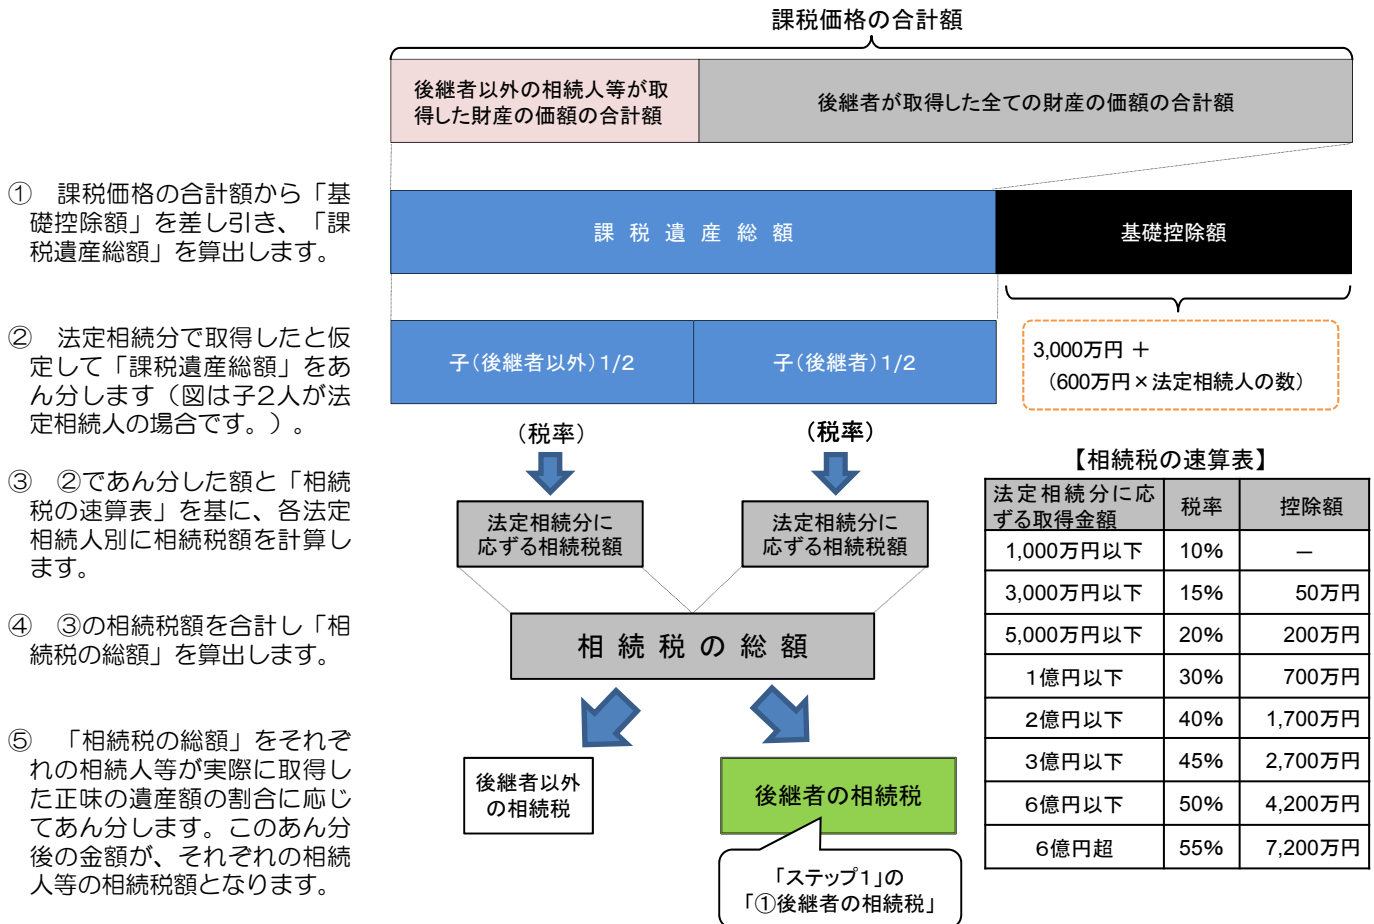 課税価格の合計額
後継者以外の相続人等が取
得した財産の価額の合計額
後継者が取得した全ての財産の価額の合計額
① 課税価格の合計額から「基
礎控除額」を差し引き、「課
税遺産総額」を算出します。
課税遺産総額
基礎控除額
② 法定相続分で取得したと仮
定して「課税遺産総額」をあ
ん分します（図は子2人が法
定相続人の場合です。）。
子(後継者以外)1/2
子(後継者)1/2
3,000万円 ＋
（600万円×法定相続人の数）
（税率）
（税率）
③ ②であん分した額と「相続
税の速算表」を基に、各法定
相続人別に相続税額を計算し
ます。
法定相続分に
応ずる相続税額
法定相続分に
応ずる相続税額
④ ③の相続税額を合計し「相
続税の総額」を算出します。
相続税の総額
⑤ 「相続税の総額」をそれぞ
れの相続人等が実際に取得し
た正味の遺産額の割合に応じ
てあん分します。このあん分
後の金額が、それぞれの相続
人等の相続税額となります。
後継者以外
の相続税
後継者の相続税
「ステップ1」の
「①後継者の相続税」
【相続税の速算表】
法定相続分に応
ずる取得金額 税率 控除額
1,000万円以下 10% －
3,000万円以下 15% 50万円
5,000万円以下 20% 200万円
1億円以下 30% 700万円
2億円以下 40% 1,700万円
3億円以下 45% 2,700万円
6億円以下 50% 4,200万円
6億円超 55% 7,200万円